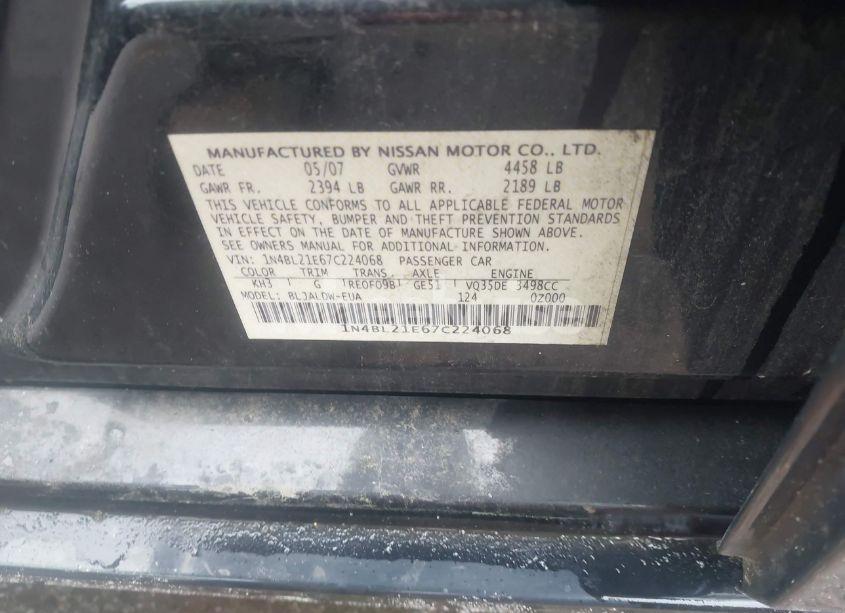 MANUFACTURED BY NISSAN MOTOR CO., LTD.
DATE 05/07 GVWR 4458 LB
GAWR FR. 2394 LB GAWR RR. 2189 LB
THIS VEHICLE CONFORMS TO ALL APPLICABLE FEDERAL MOTOR
VEHICLE SAFETY, BUMPER AND THEFT PREVENTION STANDARDS
IN EFFECT ON THE DATE OF MANUFACTURE SHOWN ABOVE.
SEE OWNERS MANUAL FOR ADDITIONAL INFORMATION.
VIN: 1N4BL21E67C224068 PASSENGER CAR
COLOR TRIM TRANS. AXLE ENGINE
KH3 G RE0F09B GE51 VQ35DE 3498CC
MODEL: BLJALDW-EUA 124 0Z000
1N4BL21E67C224068